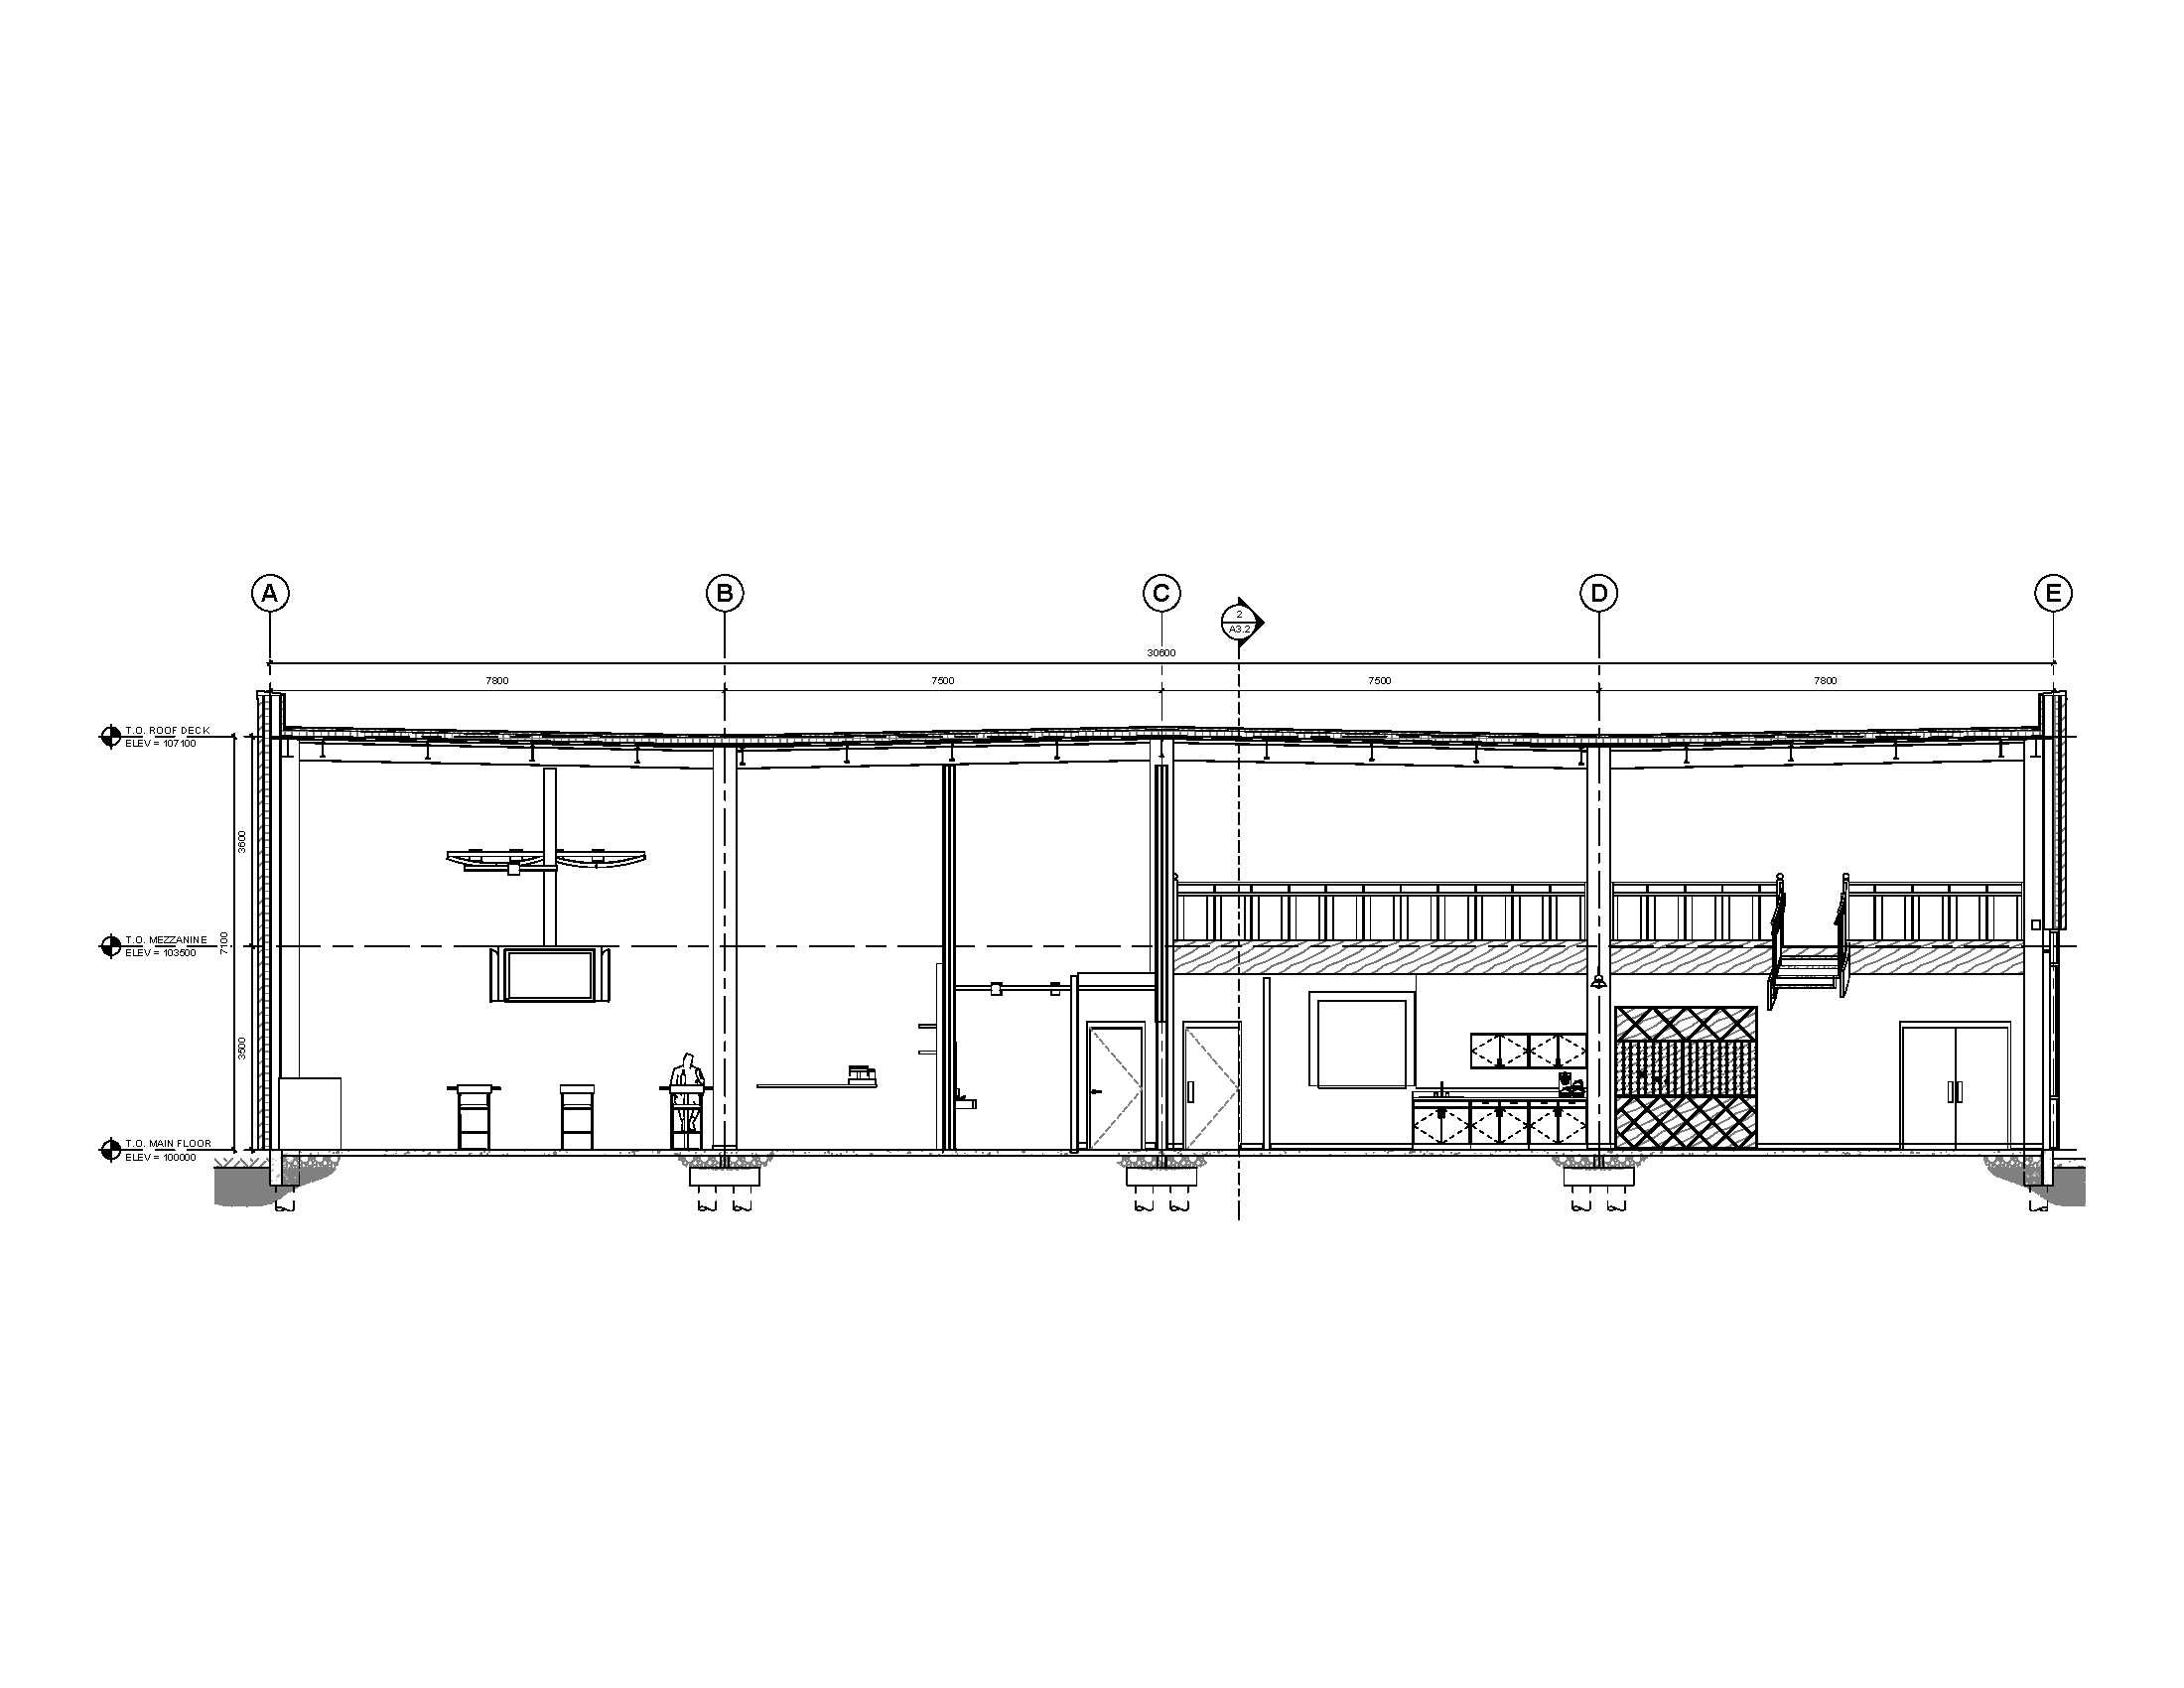 A
B
C
D
E
2
A3.2
30600
7800
7500
7500
7800
T.O. ROOF DECK
ELEV = 107100
3600
T.O. MEZZANINE
ELEV = 103500
7100
3500
T.O. MAIN FLOOR
ELEV = 100000